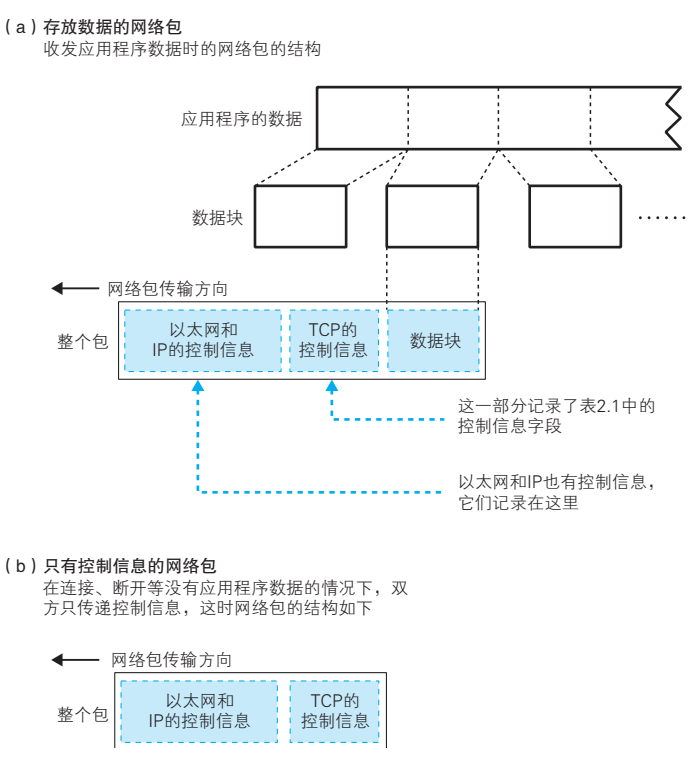 （a）存放数据的网络包
收发应用程序数据时的网络包的结构
应用程序的数据
数据块
……
网络包传输方向
整个包
以太网和
IP的控制信息
TCP的
控制信息
数据块
这一部分记录了表2.1中的
控制信息字段
以太网和IP也有控制信息，
它们记录在这里
（b）只有控制信息的网络包
在连接、断开等没有应用程序数据的情况下，双
方只传递控制信息，这时网络包的结构如下
网络包传输方向
整个包
以太网和
IP的控制信息
TCP的
控制信息